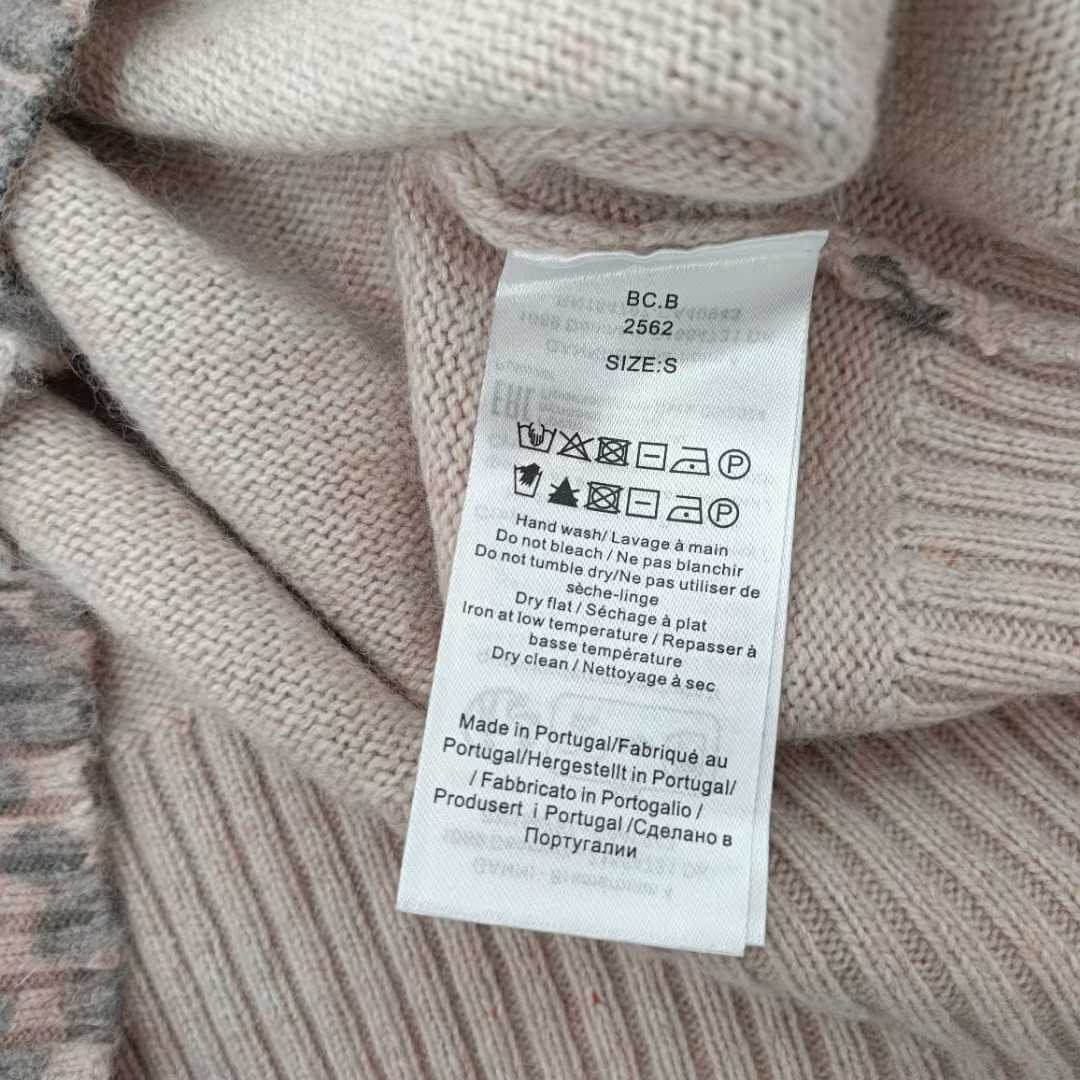 BC.B
2562
SIZE:S
P
P
Hand wash/ Lavage à main
Do not bleach / Ne pas blanchir
Do not tumble dry/Ne pas utiliser de
sèche-linge
Dry flat / Séchage à plat
Iron at low temperature / Repasser à
basse température
Dry clean / Nettoyage à sec
Made in Portugal/Fabriqué au
Portugal/Hergestellt in Portugal/
/ Fabbricato in Portogalio /
Produsert i Portugal /Сделано в
Португалии